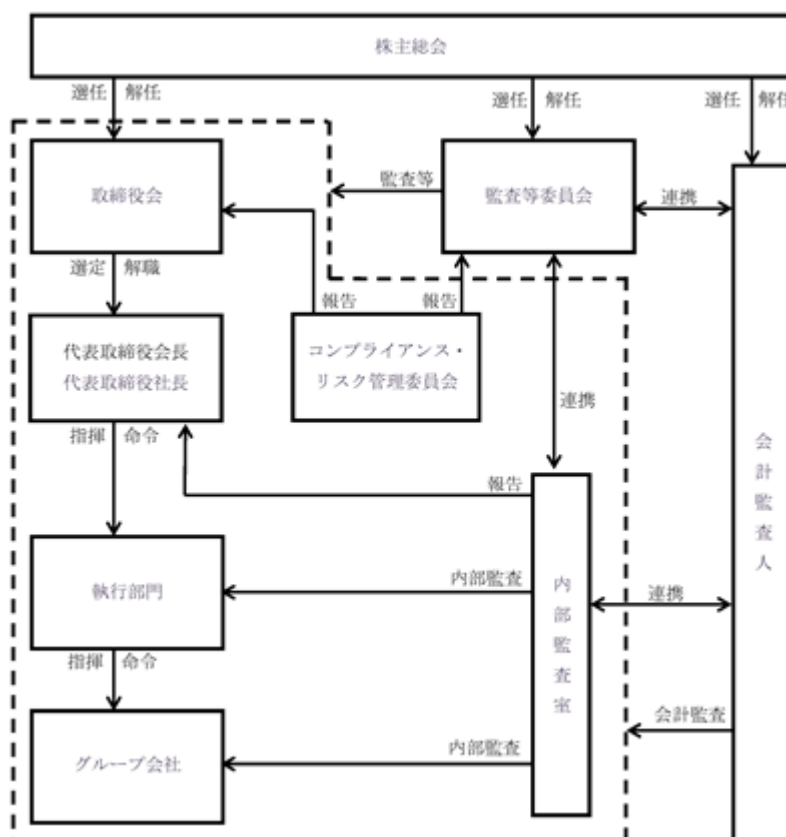 株主総会
選任 解任
選任 解任
選任 解任
取締役会
監査等
監査等委員会
連携
選定 解職
報告
報告
代表取締役会長
代表取締役社長
コンプライアンス・
リスク管理委員会
連携
指揮 命令
会計監査人
報告
執行部門
内部監査
内部監査室
連携
指揮 命令
会計監査
グループ会社
内部監査